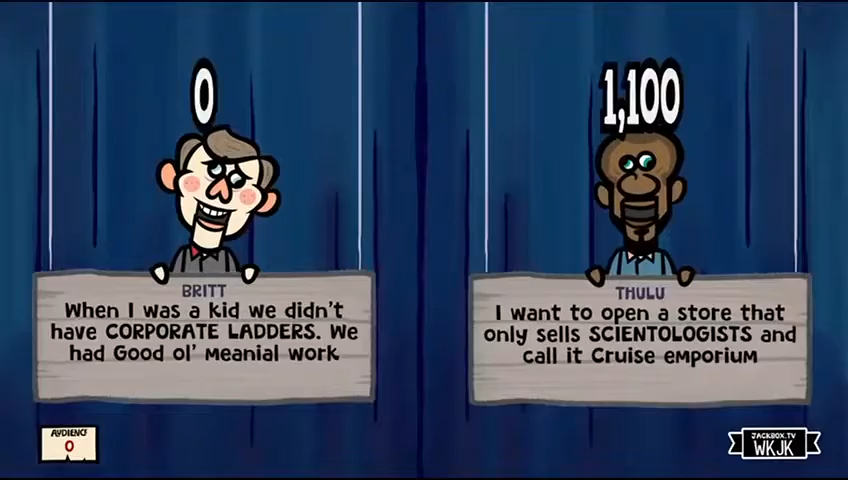 0
1,100
BRITT
When I was a kid we didn't
have CORPORATE LADDERS. We
had Good ol' meanial work
THULU
I want to open a store that
only sells SCIENTOLOGISTS and
call it Cruise emporium
AUDIENCE
0
JACKBOX.TV
WKJK